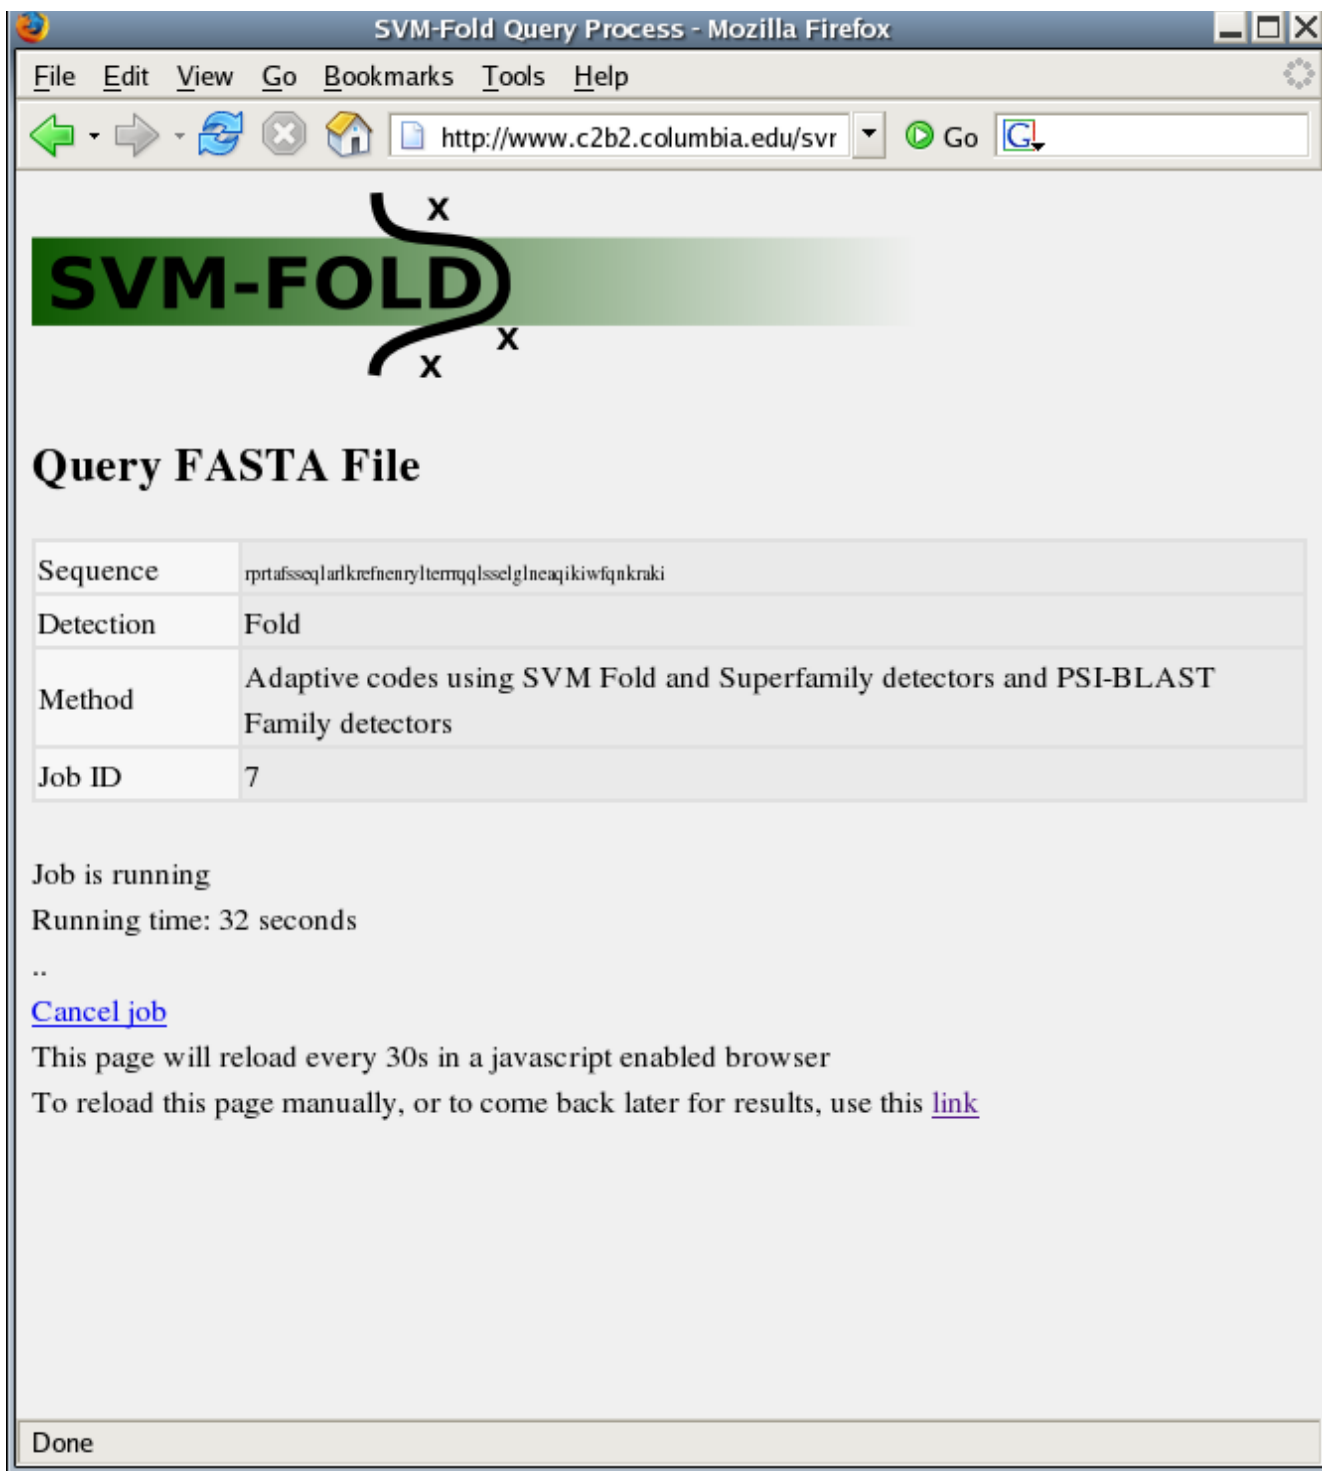 SVM-Fold Query Process - Mozilla Firefox
File Edit View Go Bookmarks Tools Help
http://www.c2b2.columbia.edu/svr Go G
x
SVM-FOLD
x
x
Query FASTA File
Sequence rprtafsseqlarlkrefnenrylterrrqqlsselglneaqikiwfqnkraki
Detection Fold
Method Adaptive codes using SVM Fold and Superfamily detectors and PSI-BLAST
Family detectors
Job ID 7
Job is running
Running time: 32 seconds
..
Cancel job
This page will reload every 30s in a javascript enabled browser
To reload this page manually, or to come back later for results, use this link
Done